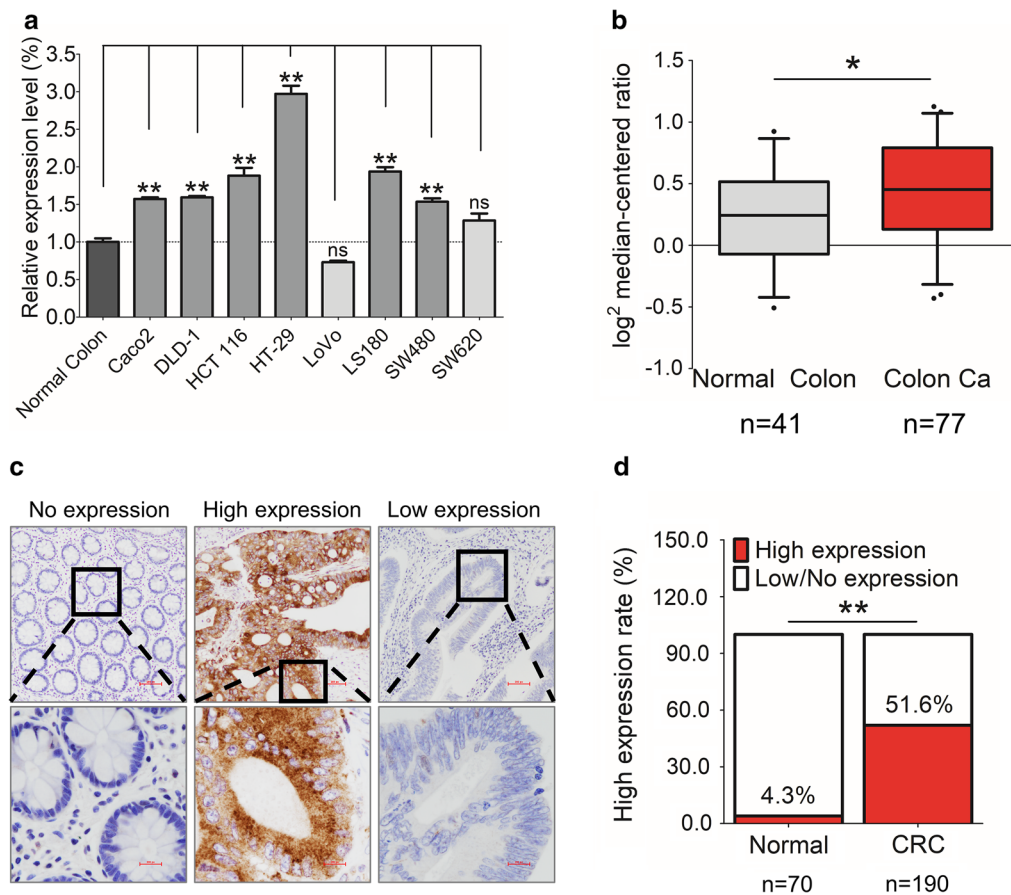 a
Relative expression level (%)
3.5
3.0
2.5
2.0
1.5
1.0
0.5
0.0
** ** ** ** ns ** ** ns
Normal Colon
Caco2
DLD-1
HCT 116
HT-29
LoVo
LS180
SW480
SW620
b
log² median-centered ratio
1.5
1.0
0.5
0.0
-0.5
-1.0
*
Normal Colon Colon Ca
n=41 n=77
c
No expression High expression Low expression
d
High expression rate (%)
150.0
120.0
90.0
60.0
30.0
0.0
High expression
Low/No expression
**
51.6%
4.3%
Normal CRC
n=70 n=190